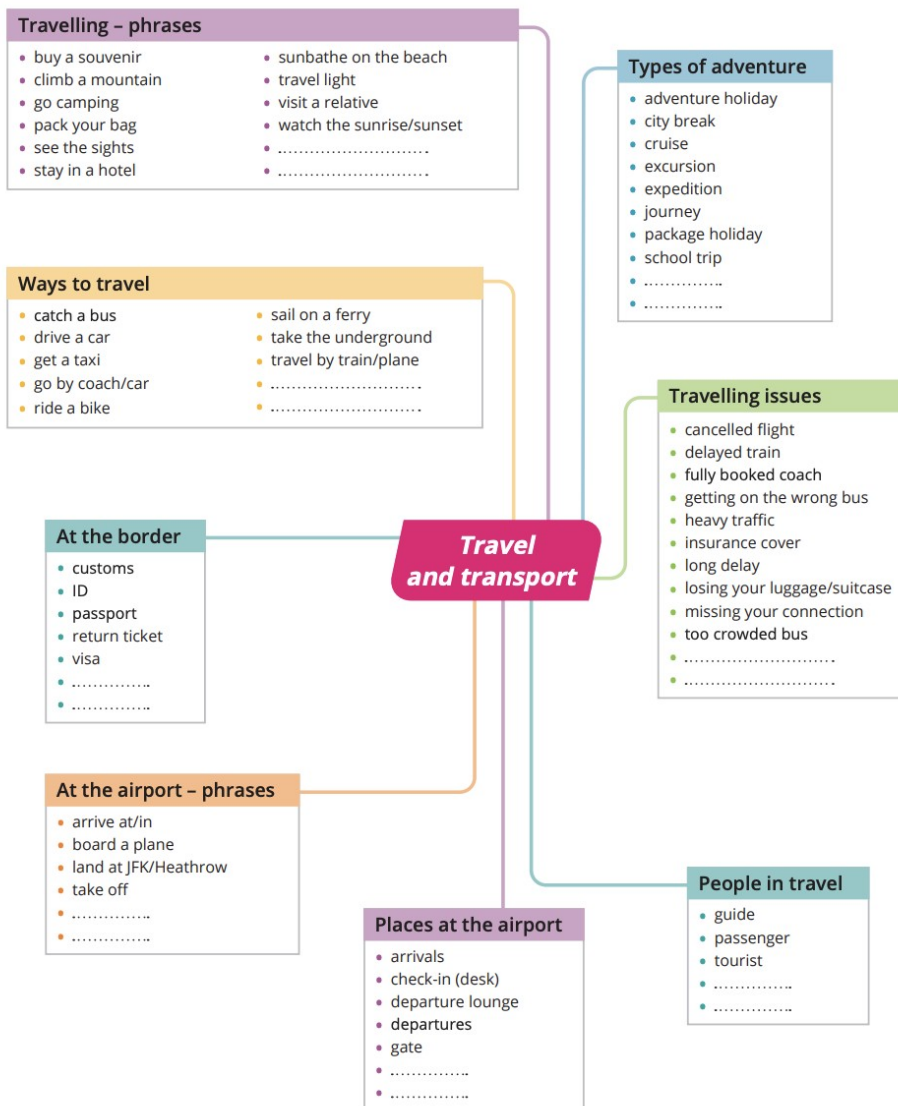 Travelling – phrases
• buy a souvenir
• climb a mountain
• go camping
• pack your bag
• see the sights
• stay in a hotel
• sunbathe on the beach
• travel light
• visit a relative
• watch the sunrise/sunset
• ..............................
• ..............................
Types of adventure
• adventure holiday
• city break
• cruise
• excursion
• expedition
• journey
• package holiday
• school trip
• ...............
• ...............
Ways to travel
• catch a bus
• drive a car
• get a taxi
• go by coach/car
• ride a bike
• sail on a ferry
• take the underground
• travel by train/plane
• ..............................
• ..............................
Travelling issues
• cancelled flight
• delayed train
• fully booked coach
• getting on the wrong bus
• heavy traffic
• insurance cover
• long delay
• losing your luggage/suitcase
• missing your connection
• too crowded bus
• ..............................
• ..............................
At the border
• customs
• ID
• passport
• return ticket
• visa
• ...............
• ...............
Travel
and transport
At the airport – phrases
• arrive at/in
• board a plane
• land at JFK/Heathrow
• take off
• ...............
• ...............
Places at the airport
• arrivals
• check-in (desk)
• departure lounge
• departures
• gate
• ...............
• ...............
People in travel
• guide
• passenger
• tourist
• ...............
• ...............